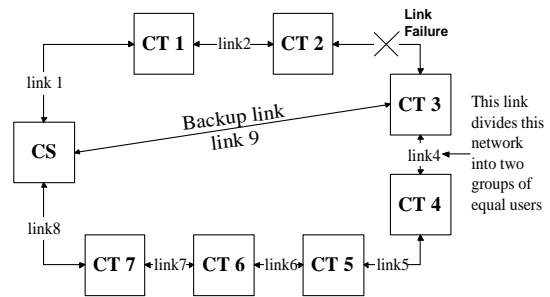 Link
Failure
CT 1
link2
CT 2
link 1
Backup link
link 9
CT 3
This link
divides this
network
into two
groups of
equal users
CS
link4
CT 4
link8
CT 7
link7
CT 6
link6
CT 5
link5